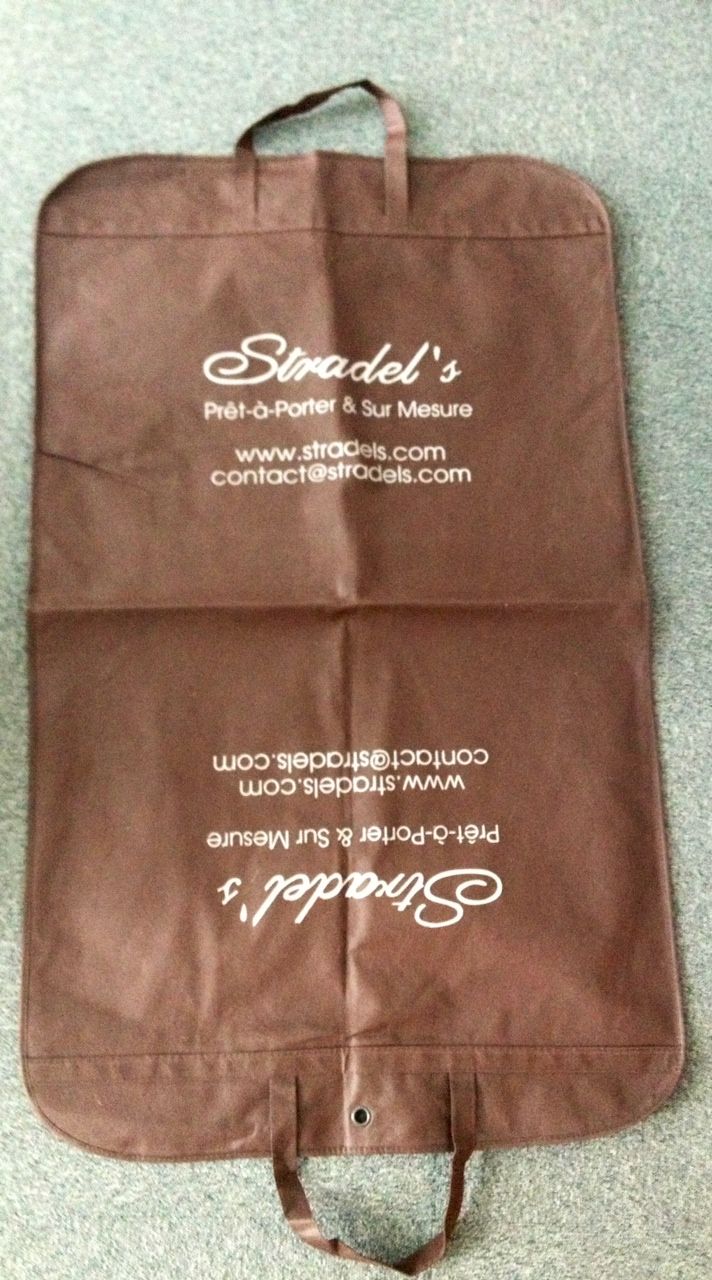 Stradel's
Prêt-à-Porter & Sur Mesure
www.stradels.com
contact@stradels.com
Stradel's
Prêt-à-Porter & Sur Mesure
www.stradels.com
contact@stradels.com